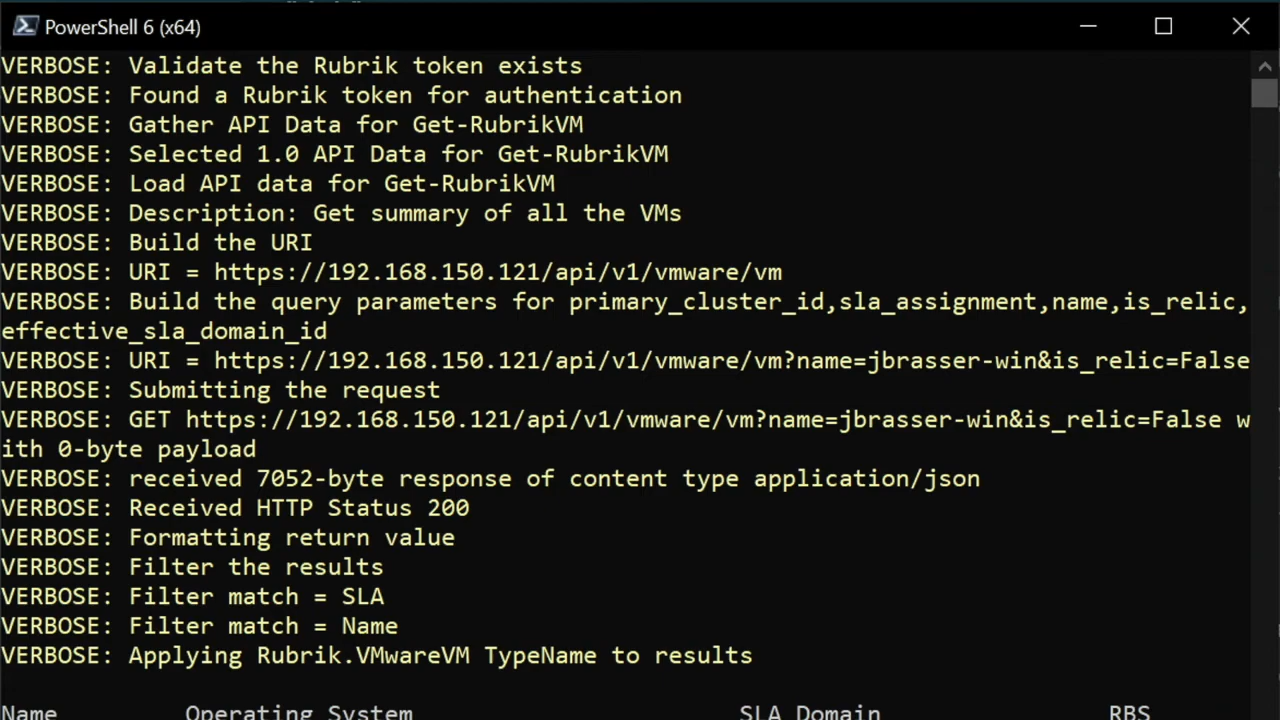 PowerShell 6 (x64)
VERBOSE: Validate the Rubrik token exists
VERBOSE: Found a Rubrik token for authentication
VERBOSE: Gather API Data for Get-RubrikVM
VERBOSE: Selected 1.0 API Data for Get-RubrikVM
VERBOSE: Load API data for Get-RubrikVM
VERBOSE: Description: Get summary of all the VMs
VERBOSE: Build the URI
VERBOSE: URI = https://192.168.150.121/api/v1/vmware/vm
VERBOSE: Build the query parameters for primary_cluster_id,sla_assignment,name,is_relic,
effective_sla_domain_id
VERBOSE: URI = https://192.168.150.121/api/v1/vmware/vm?name=jbrasser-win&is_relic=False
VERBOSE: Submitting the request
VERBOSE: GET https://192.168.150.121/api/v1/vmware/vm?name=jbrasser-win&is_relic=False w
ith 0-byte payload
VERBOSE: received 7052-byte response of content type application/json
VERBOSE: Received HTTP Status 200
VERBOSE: Formatting return value
VERBOSE: Filter the results
VERBOSE: Filter match = SLA
VERBOSE: Filter match = Name
VERBOSE: Applying Rubrik.VMwareVM TypeName to results
Name Operating System SLA Domain RBS